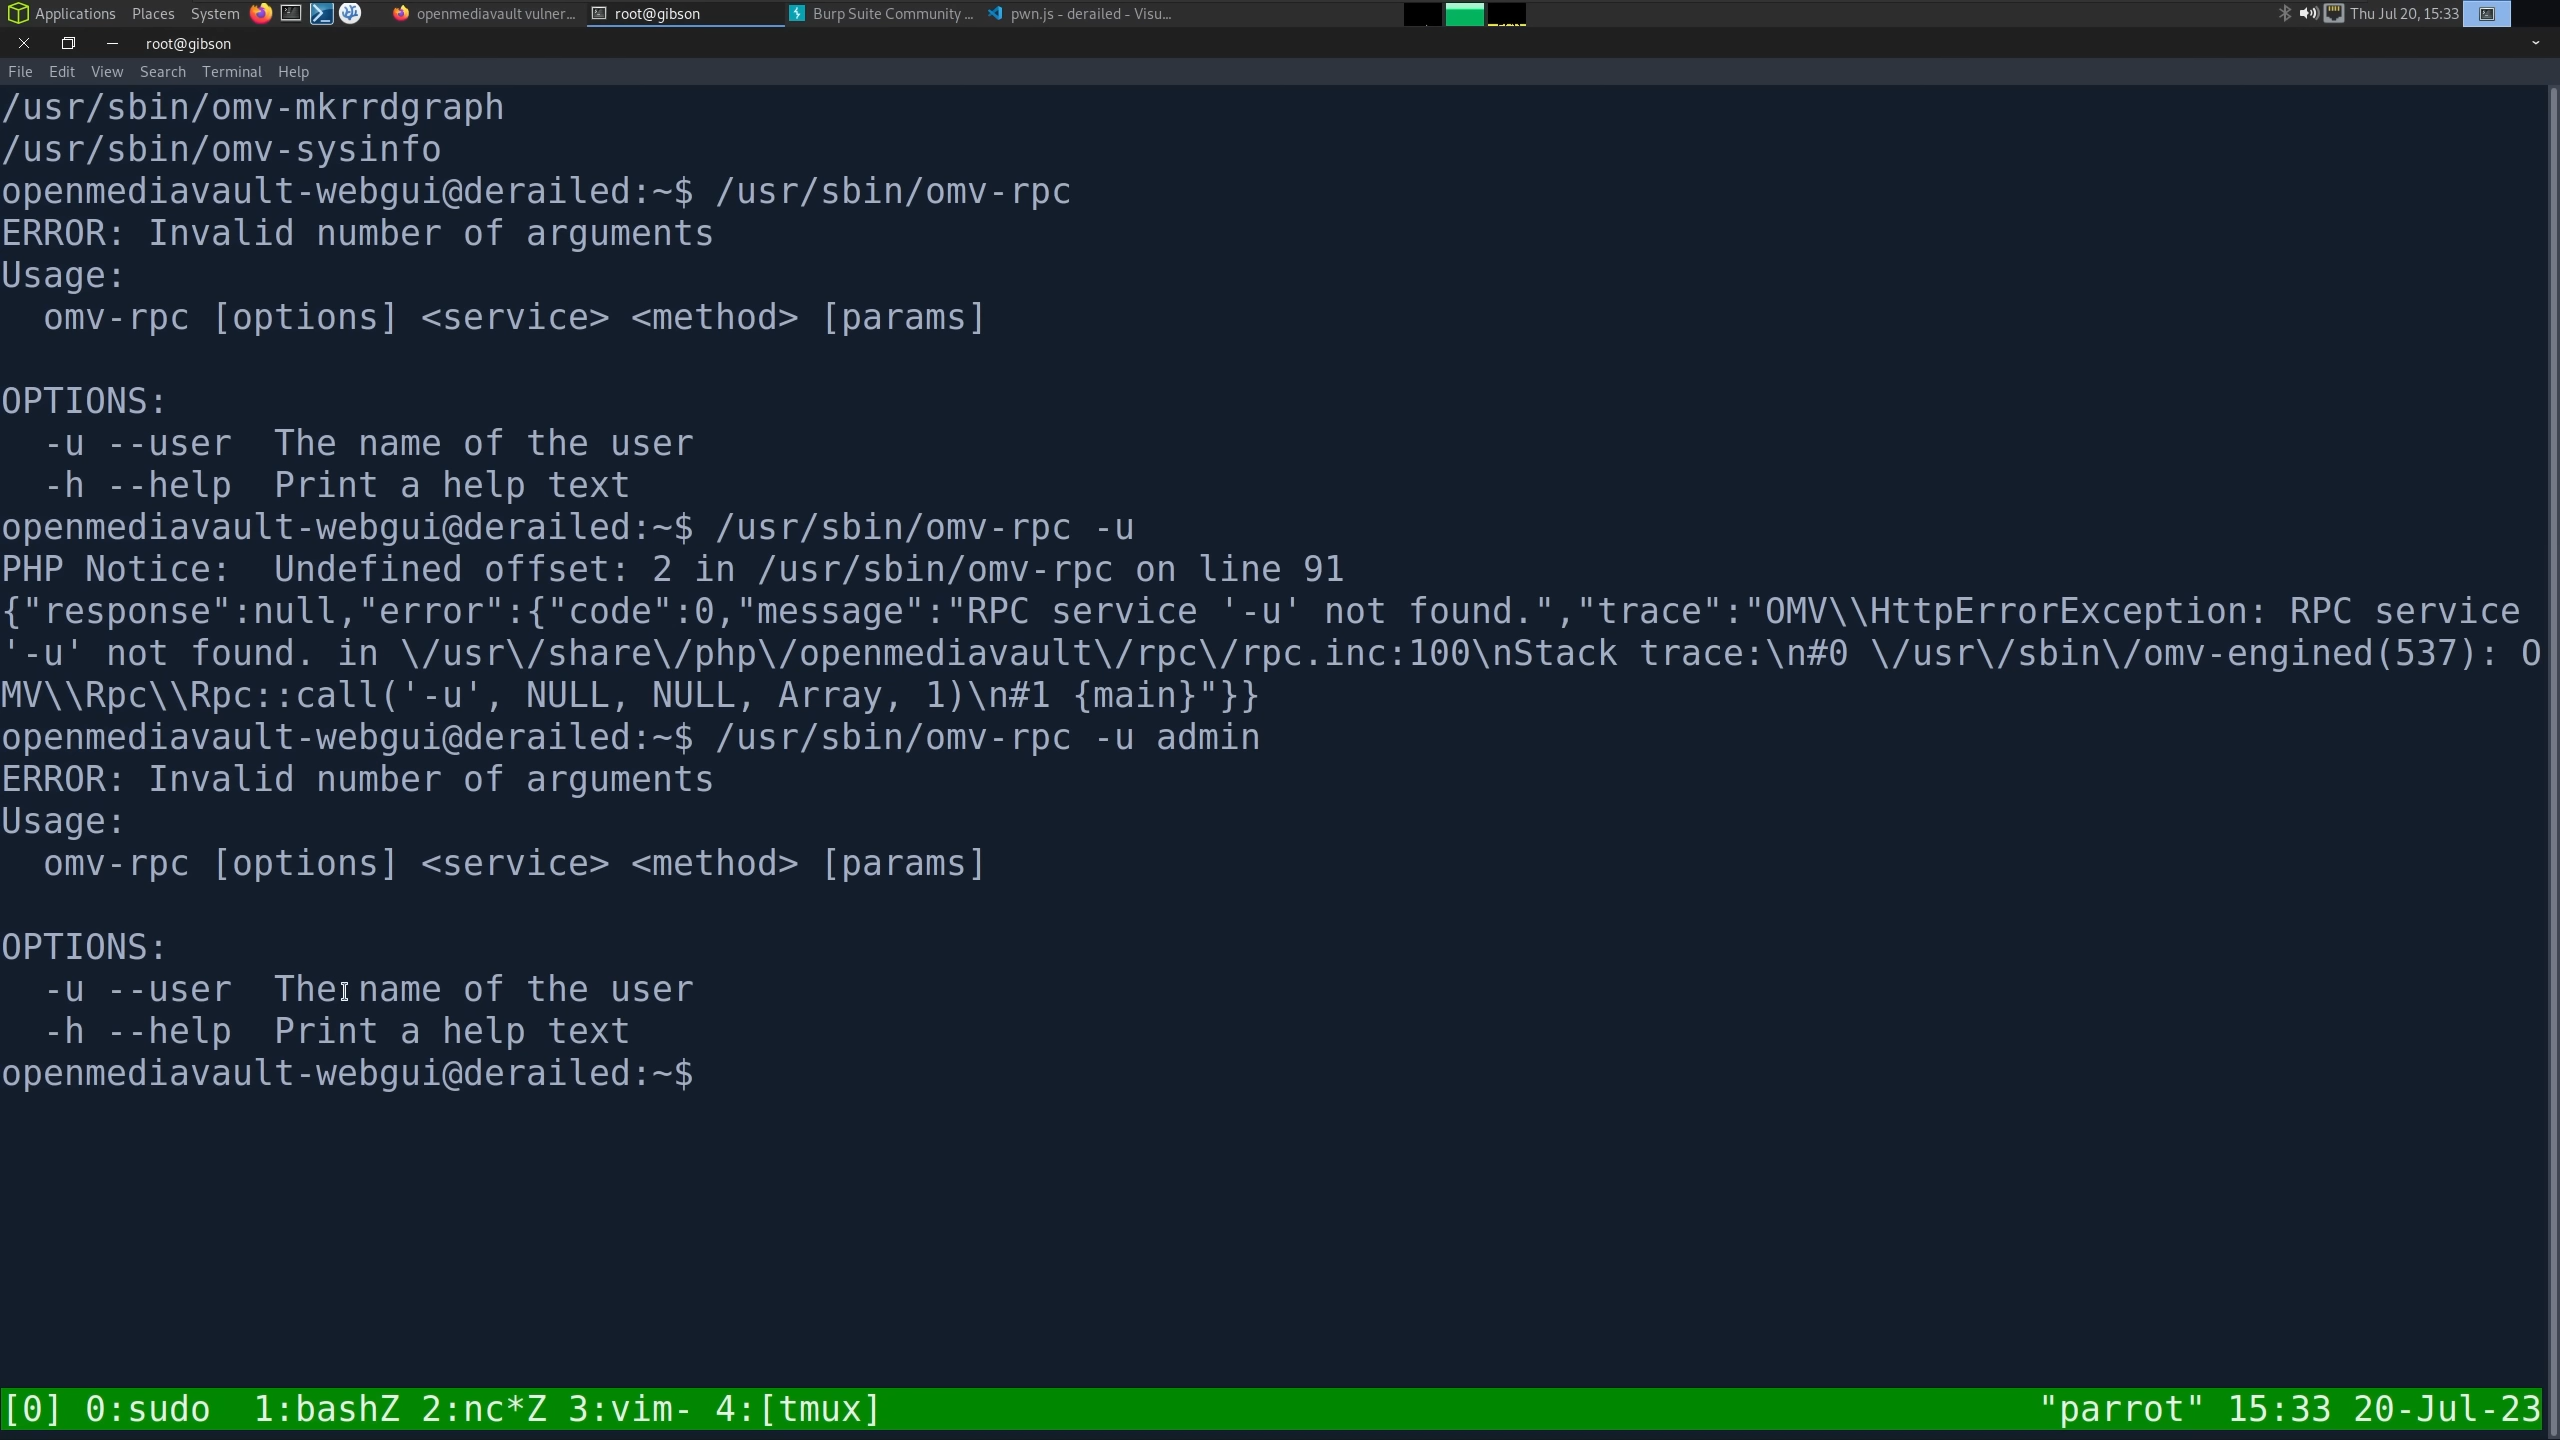 Applications Places System openmediavault vulner... root@gibson Burp Suite Community ... pwn.js - derailed - Visu... Thu Jul 20, 15:33
root@gibson
File Edit View Search Terminal Help
/usr/sbin/omv-mkrrdgraph
/usr/sbin/omv-sysinfo
openmediavault-webgui@derailed:~$ /usr/sbin/omv-rpc
ERROR: Invalid number of arguments
Usage:
  omv-rpc [options] <service> <method> [params]
OPTIONS:
  -u --user  The name of the user
  -h --help  Print a help text
openmediavault-webgui@derailed:~$ /usr/sbin/omv-rpc -u
PHP Notice:  Undefined offset: 2 in /usr/sbin/omv-rpc on line 91
{"response":null,"error":{"code":0,"message":"RPC service '-u' not found.","trace":"OMV\\HttpErrorException: RPC service
'-u' not found. in \/usr\/share\/php\/openmediavault\/rpc\/rpc.inc:100\nStack trace:\n#0 \/usr\/sbin\/omv-engined(537): O
MV\\Rpc\\Rpc::call('-u', NULL, NULL, Array, 1)\n#1 {main}"}}
openmediavault-webgui@derailed:~$ /usr/sbin/omv-rpc -u admin
ERROR: Invalid number of arguments
Usage:
  omv-rpc [options] <service> <method> [params]
OPTIONS:
  -u --user  The name of the user
  -h --help  Print a help text
openmediavault-webgui@derailed:~$
[0] 0:sudo  1:bashZ 2:nc*Z 3:vim- 4:[tmux] "parrot" 15:33 20-Jul-23